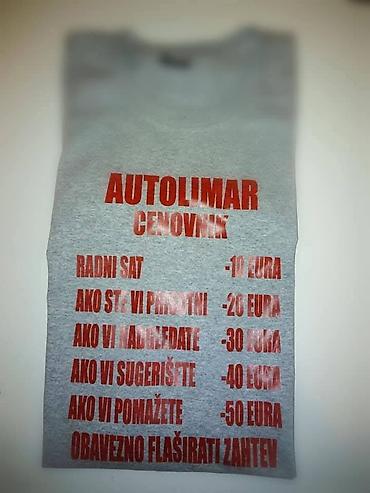 AUTOLIMAR
CENOVNIK
RADNI SAT -10 EURA
AKO STE VI PRISUTNI -20 EURA
AKO VI NADGLEDATE -30 EURA
AKO VI SUGERIŠETE -40 EURA
AKO VI POMAŽETE -50 EURA
OBAVEZNO FLAŠIRATI ZAHTEV